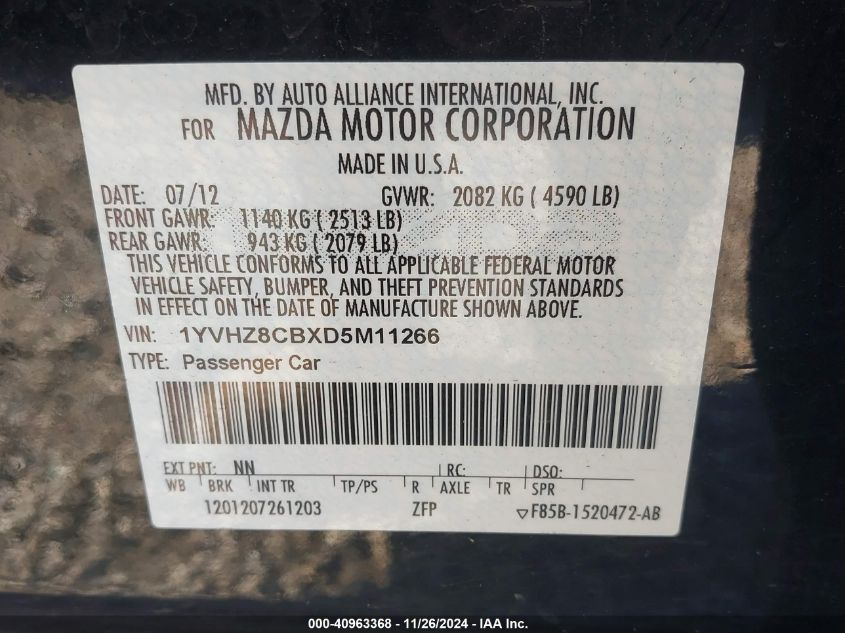 MFD. BY AUTO ALLIANCE INTERNATIONAL, INC.
FOR MAZDA MOTOR CORPORATION
MADE IN U.S.A.
DATE: 07/12 GVWR: 2082 KG ( 4590 LB)
FRONT GAWR: 1140 KG ( 2513 LB)
REAR GAWR: 943 KG ( 2079 LB)
THIS VEHICLE CONFORMS TO ALL APPLICABLE FEDERAL MOTOR
VEHICLE SAFETY, BUMPER, AND THEFT PREVENTION STANDARDS
IN EFFECT ON THE DATE OF MANUFACTURE SHOWN ABOVE.
VIN: 1YVHZ8CBXD5M11266
TYPE: Passenger Car
EXT PNT: NN RC: DSO:
WB BRK INT TR TP/PS R AXLE TR SPR
1201207261203 ZFP ▽F85B-1520472-AB
000-40963368 - 11/26/2024 - IAA Inc.